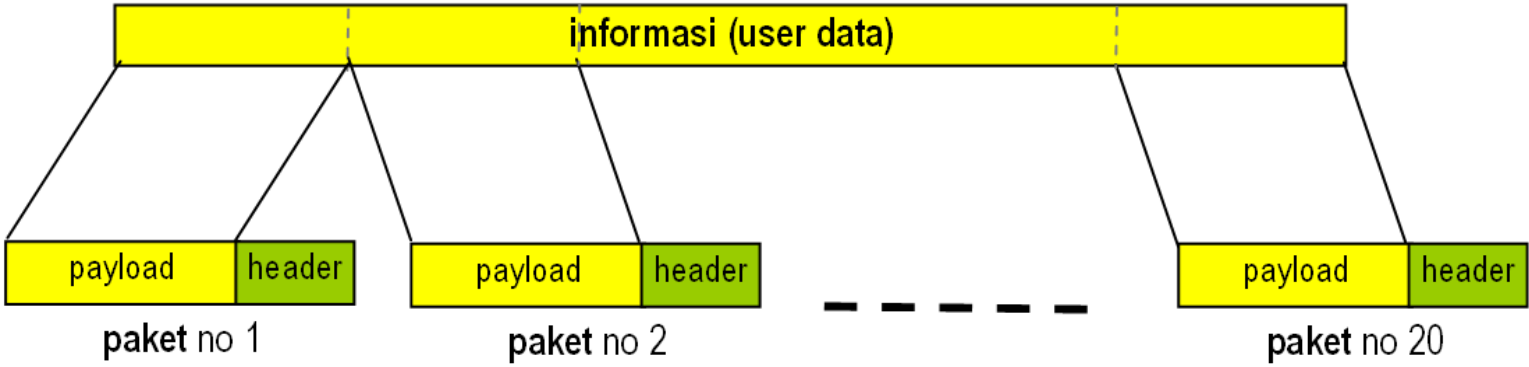 informasi (user data)
payload header
payload header
payload header
paket no 1
paket no 2
paket no 20